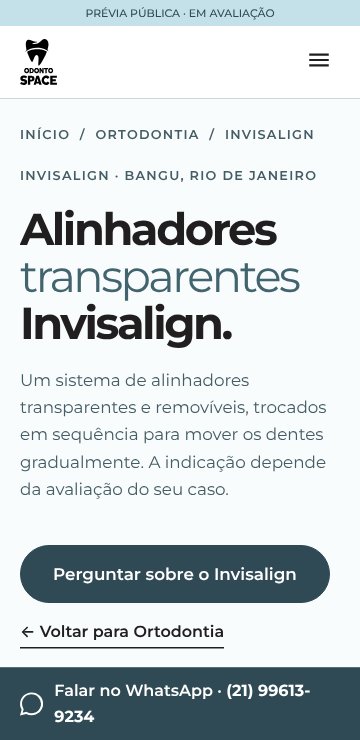 PRÉVIA PÚBLICA · EM AVALIAÇÃO
ODONTO
SPACE
INÍCIO / ORTODONTIA / INVISALIGN
INVISALIGN · BANGU, RIO DE JANEIRO
Alinhadores
transparentes
Invisalign.
Um sistema de alinhadores
transparentes e removíveis, trocados
em sequência para mover os dentes
gradualmente. A indicação depende
da avaliação do seu caso.
Perguntar sobre o Invisalign
← Voltar para Ortodontia
Falar no WhatsApp · (21) 99613-
9234